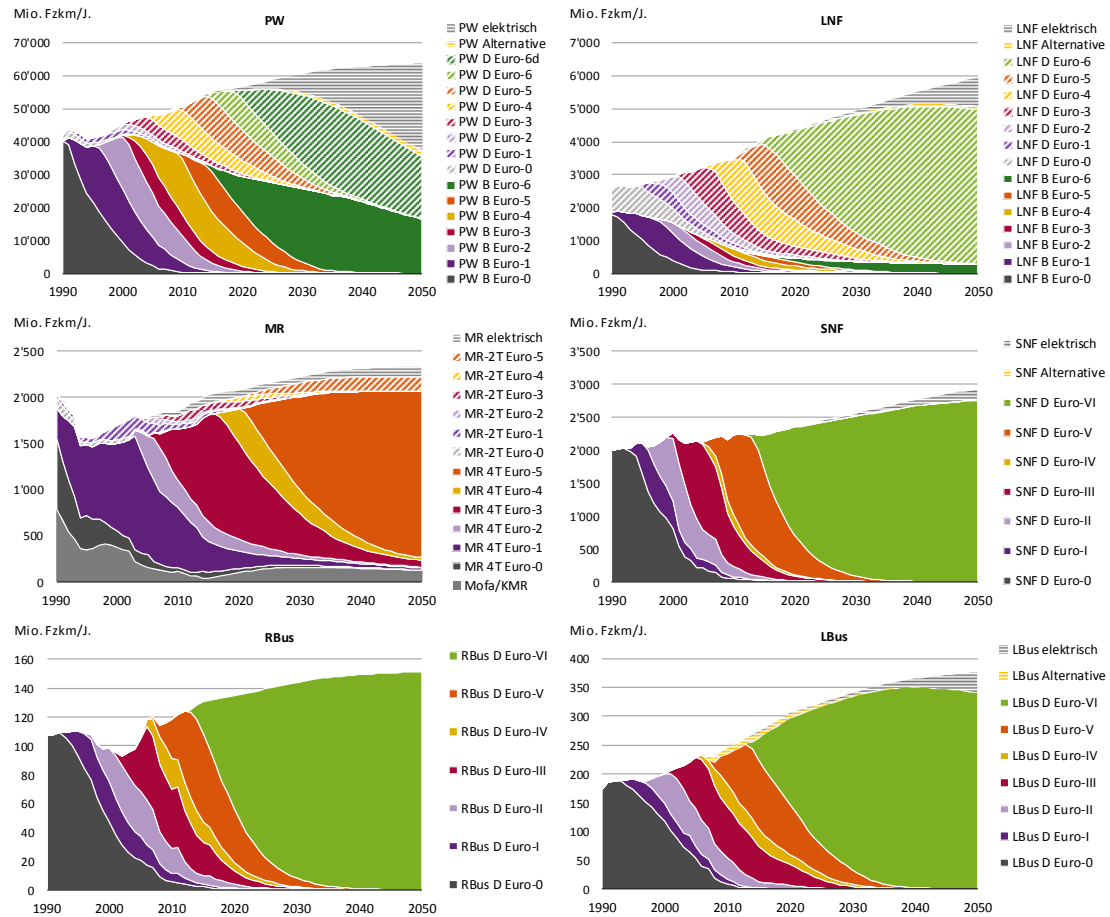 Mio. Fzkm/J.
PW
70'000
60'000
50'000
40'000
30'000
20'000
10'000
0
1990 2000 2010 2020 2030 2040 2050
PW elektrisch
PW Alternative
PW D Euro-6d
PW D Euro-6
PW D Euro-5
PW D Euro-4
PW D Euro-3
PW D Euro-2
PW D Euro-1
PW D Euro-0
PW B Euro-6
PW B Euro-5
PW B Euro-4
PW B Euro-3
PW B Euro-2
PW B Euro-1
PW B Euro-0
Mio. Fzkm/J.
LNF
7'000
6'000
5'000
4'000
3'000
2'000
1'000
0
1990 2000 2010 2020 2030 2040 2050
LNF elektrisch
LNF Alternative
LNF D Euro-6
LNF D Euro-5
LNF D Euro-4
LNF D Euro-3
LNF D Euro-2
LNF D Euro-1
LNF D Euro-0
LNF B Euro-6
LNF B Euro-5
LNF B Euro-4
LNF B Euro-3
LNF B Euro-2
LNF B Euro-1
LNF B Euro-0
Mio. Fzkm/J.
MR
2'500
2'000
1'500
1'000
500
0
1990 2000 2010 2020 2030 2040 2050
MR elektrisch
MR-2T Euro-5
MR-2T Euro-4
MR-2T Euro-3
MR-2T Euro-2
MR-2T Euro-1
MR-2T Euro-0
MR 4T Euro-5
MR 4T Euro-4
MR 4T Euro-3
MR 4T Euro-2
MR 4T Euro-1
MR 4T Euro-0
Mofa/KMR
Mio. Fzkm/J.
SNF
3'500
3'000
2'500
2'000
1'500
1'000
500
0
1990 2000 2010 2020 2030 2040 2050
SNF elektrisch
SNF Alternative
SNF D Euro-VI
SNF D Euro-V
SNF D Euro-IV
SNF D Euro-III
SNF D Euro-II
SNF D Euro-I
SNF D Euro-0
Mio. Fzkm/J.
RBus
160
140
120
100
80
60
40
20
0
1990 2000 2010 2020 2030 2040 2050
RBus D Euro-VI
RBus D Euro-V
RBus D Euro-IV
RBus D Euro-III
RBus D Euro-II
RBus D Euro-I
RBus D Euro-0
Mio. Fzkm/J.
LBus
400
350
300
250
200
150
100
50
0
1990 2000 2010 2020 2030 2040 2050
LBus elektrisch
LBus Alternative
LBus D Euro-VI
LBus D Euro-V
LBus D Euro-IV
LBus D Euro-III
LBus D Euro-II
LBus D Euro-I
LBus D Euro-0